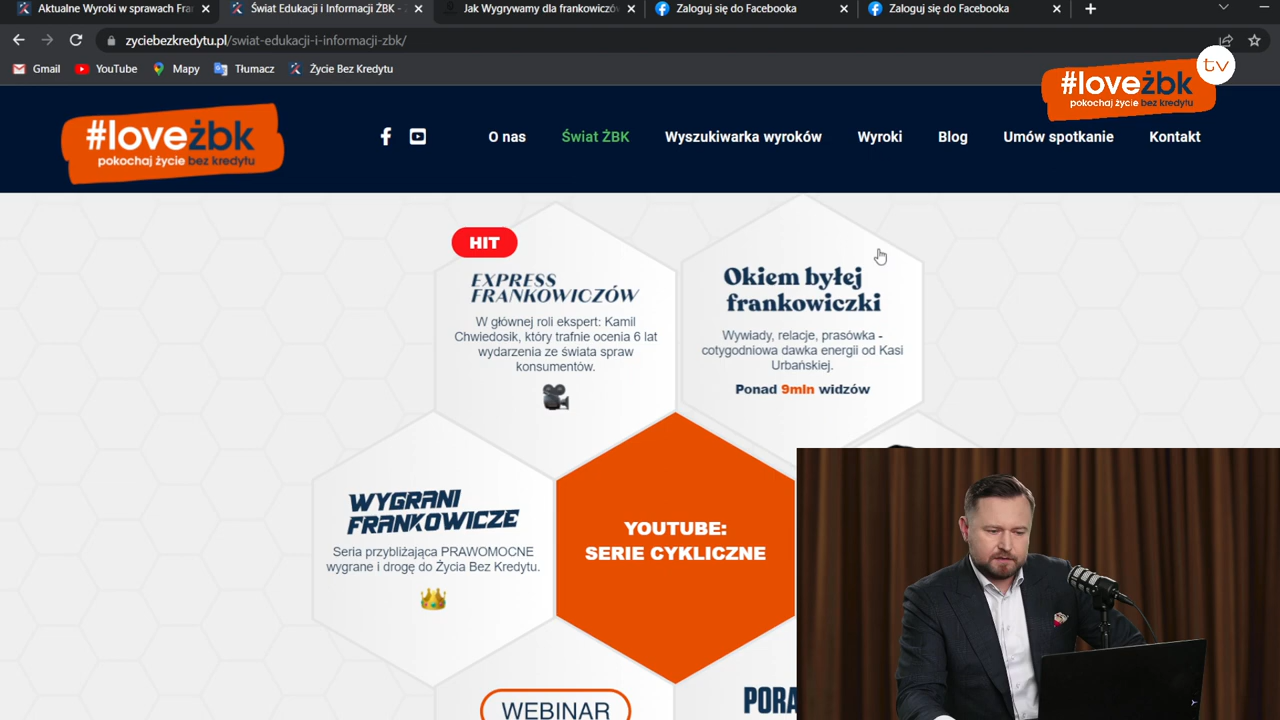 Aktualne Wyroki w sprawach Fra
Świat Edukacji i Informacji ŻBK -
Jak Wygrywamy dla frankowiczó
Zaloguj się do Facebooka
Zaloguj się do Facebooka
zyciebezkredytu.pl/swiat-edukacji-i-informacji-zbk/
Gmail
YouTube
Mapy
Tłumacz
Życie Bez Kredytu
#loveżbk
tv
pokochaj życie bez kredytu
#loveżbk
pokochaj życie bez kredytu
O nas
Świat ŻBK
Wyszukiwarka wyroków
Wyroki
Blog
Umów spotkanie
Kontakt
HIT
EXPRESS
FRANKOWICZÓW
W głównej roli ekspert: Kamil
Chwiedosik, który trafnie ocenia 6 lat
wydarzenia ze świata spraw
konsumentów.
Okiem byłej
frankowiczki
Wywiady, relacje, prasówka -
cotygodniowa dawka energii od Kasi
Urbańskiej.
Ponad 9mln widzów
WYGRANI
FRANKOWICZE
Seria przybliżająca PRAWOMOCNE
wygrane i drogę do Życia Bez Kredytu.
YOUTUBE:
SERIE CYKLICZNE
WEBINAR
PORA